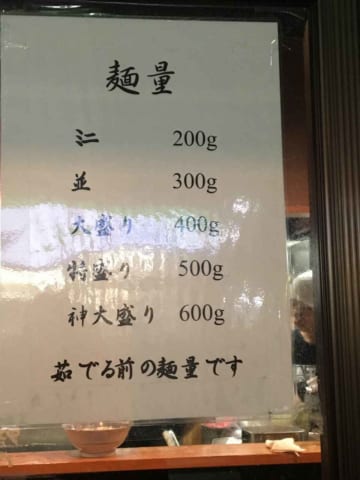 麺量
ミニ 200g
並 300g
大盛り 400g
特盛り 500g
神大盛り 600g
茹でる前の麺量です